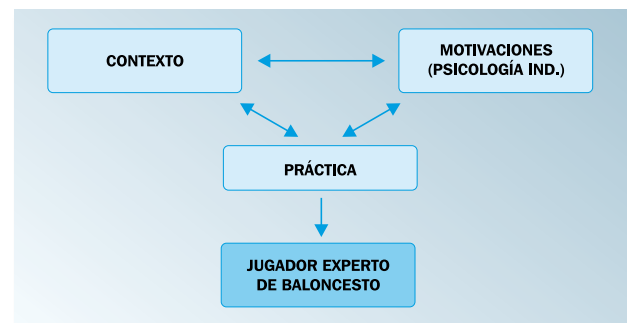 CONTEXTO
MOTIVACIONES
(PSICOLOGÍA IND.)
PRÁCTICA
JUGADOR EXPERTO
DE BALONCESTO